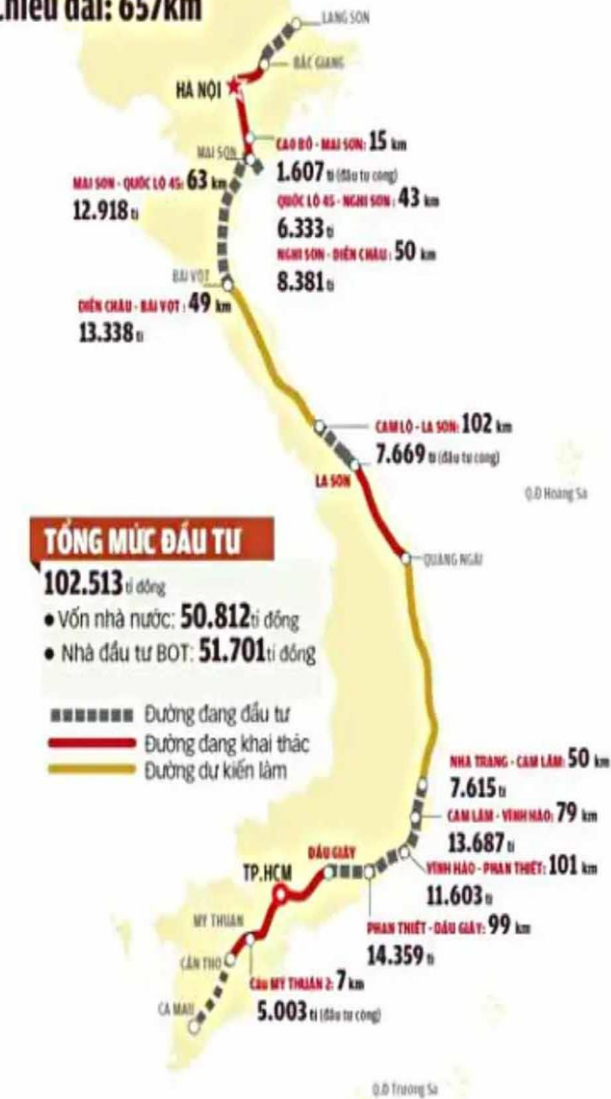 Chiều dài: 657km
LẠNG SƠN
BẮC GIANG
HÀ NỘI
CAO BỒ - MAI SƠN: 15 km
1.607 tỉ (đầu tư công)
MAI SƠN
MAI SƠN - QUỐC LỘ 45: 63 km
12.918 tỉ
QUỐC LỘ 45 - NGHI SƠN: 43 km
6.333 tỉ
NGHI SƠN - DIỄN CHÂU: 50 km
8.381 tỉ
BÃI VỌT
DIỄN CHÂU - BÃI VỌT: 49 km
13.338 tỉ
CAM LỘ - LA SƠN: 102 km
7.669 tỉ (đầu tư công)
LA SƠN
Q.Đ Hoàng Sa
TỔNG MỨC ĐẦU TƯ
102.513 tỉ đồng
• Vốn nhà nước: 50.812 tỉ đồng
• Nhà đầu tư BOT: 51.701 tỉ đồng
QUẢNG NGÃI
Đường đang đầu tư
Đường đang khai thác
Đường dự kiến làm
NHA TRANG - CAM LÂM: 50 km
7.615 tỉ
CAM LÂM - VĨNH HẢO: 79 km
13.687 tỉ
VĨNH HẢO - PHAN THIẾT: 101 km
11.603 tỉ
DẦU GIÂY
TP.HCM
PHAN THIẾT - DẦU GIÂY: 99 km
14.359 tỉ
MỸ THUẬN
CẦN THƠ
Cầu MỸ THUẬN 2: 7 km
5.003 tỉ (đầu tư công)
CÀ MAU
Q.Đ Trường Sa